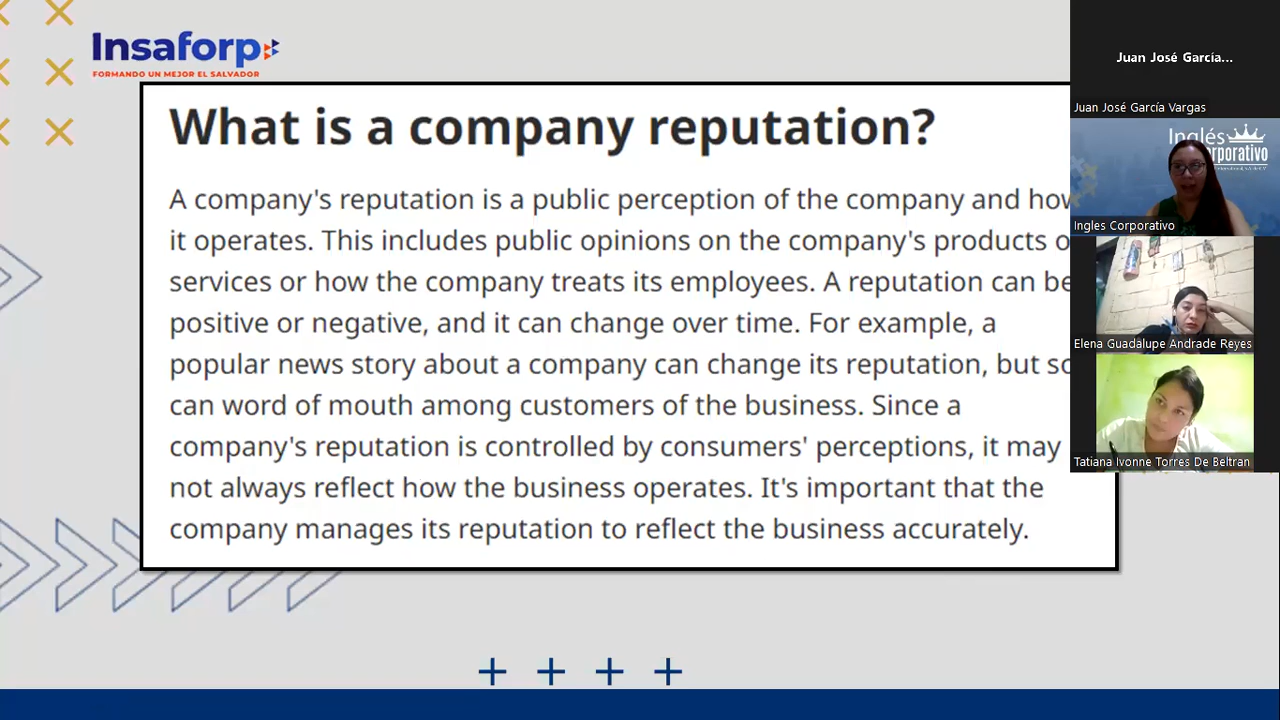 Insaforp
FORMANDO UN MEJOR EL SALVADOR
What is a company reputation?
A company's reputation is a public perception of the company and how
it operates. This includes public opinions on the company's products
services or how the company treats its employees. A reputation can be
positive or negative, and it can change over time. For example, a
popular news story about a company can change its reputation, but so
can word of mouth among customers of the business. Since a
company's reputation is controlled by consumers' perceptions, it may
not always reflect how the business operates. It's important that the
company manages its reputation to reflect the business accurately.
Juan José García...
Juan José García Vargas
Inglés
Ingles Corporativo
Elena Guadalupe Andrade Reyes
Tatiana Ivonne Torres De Beltran